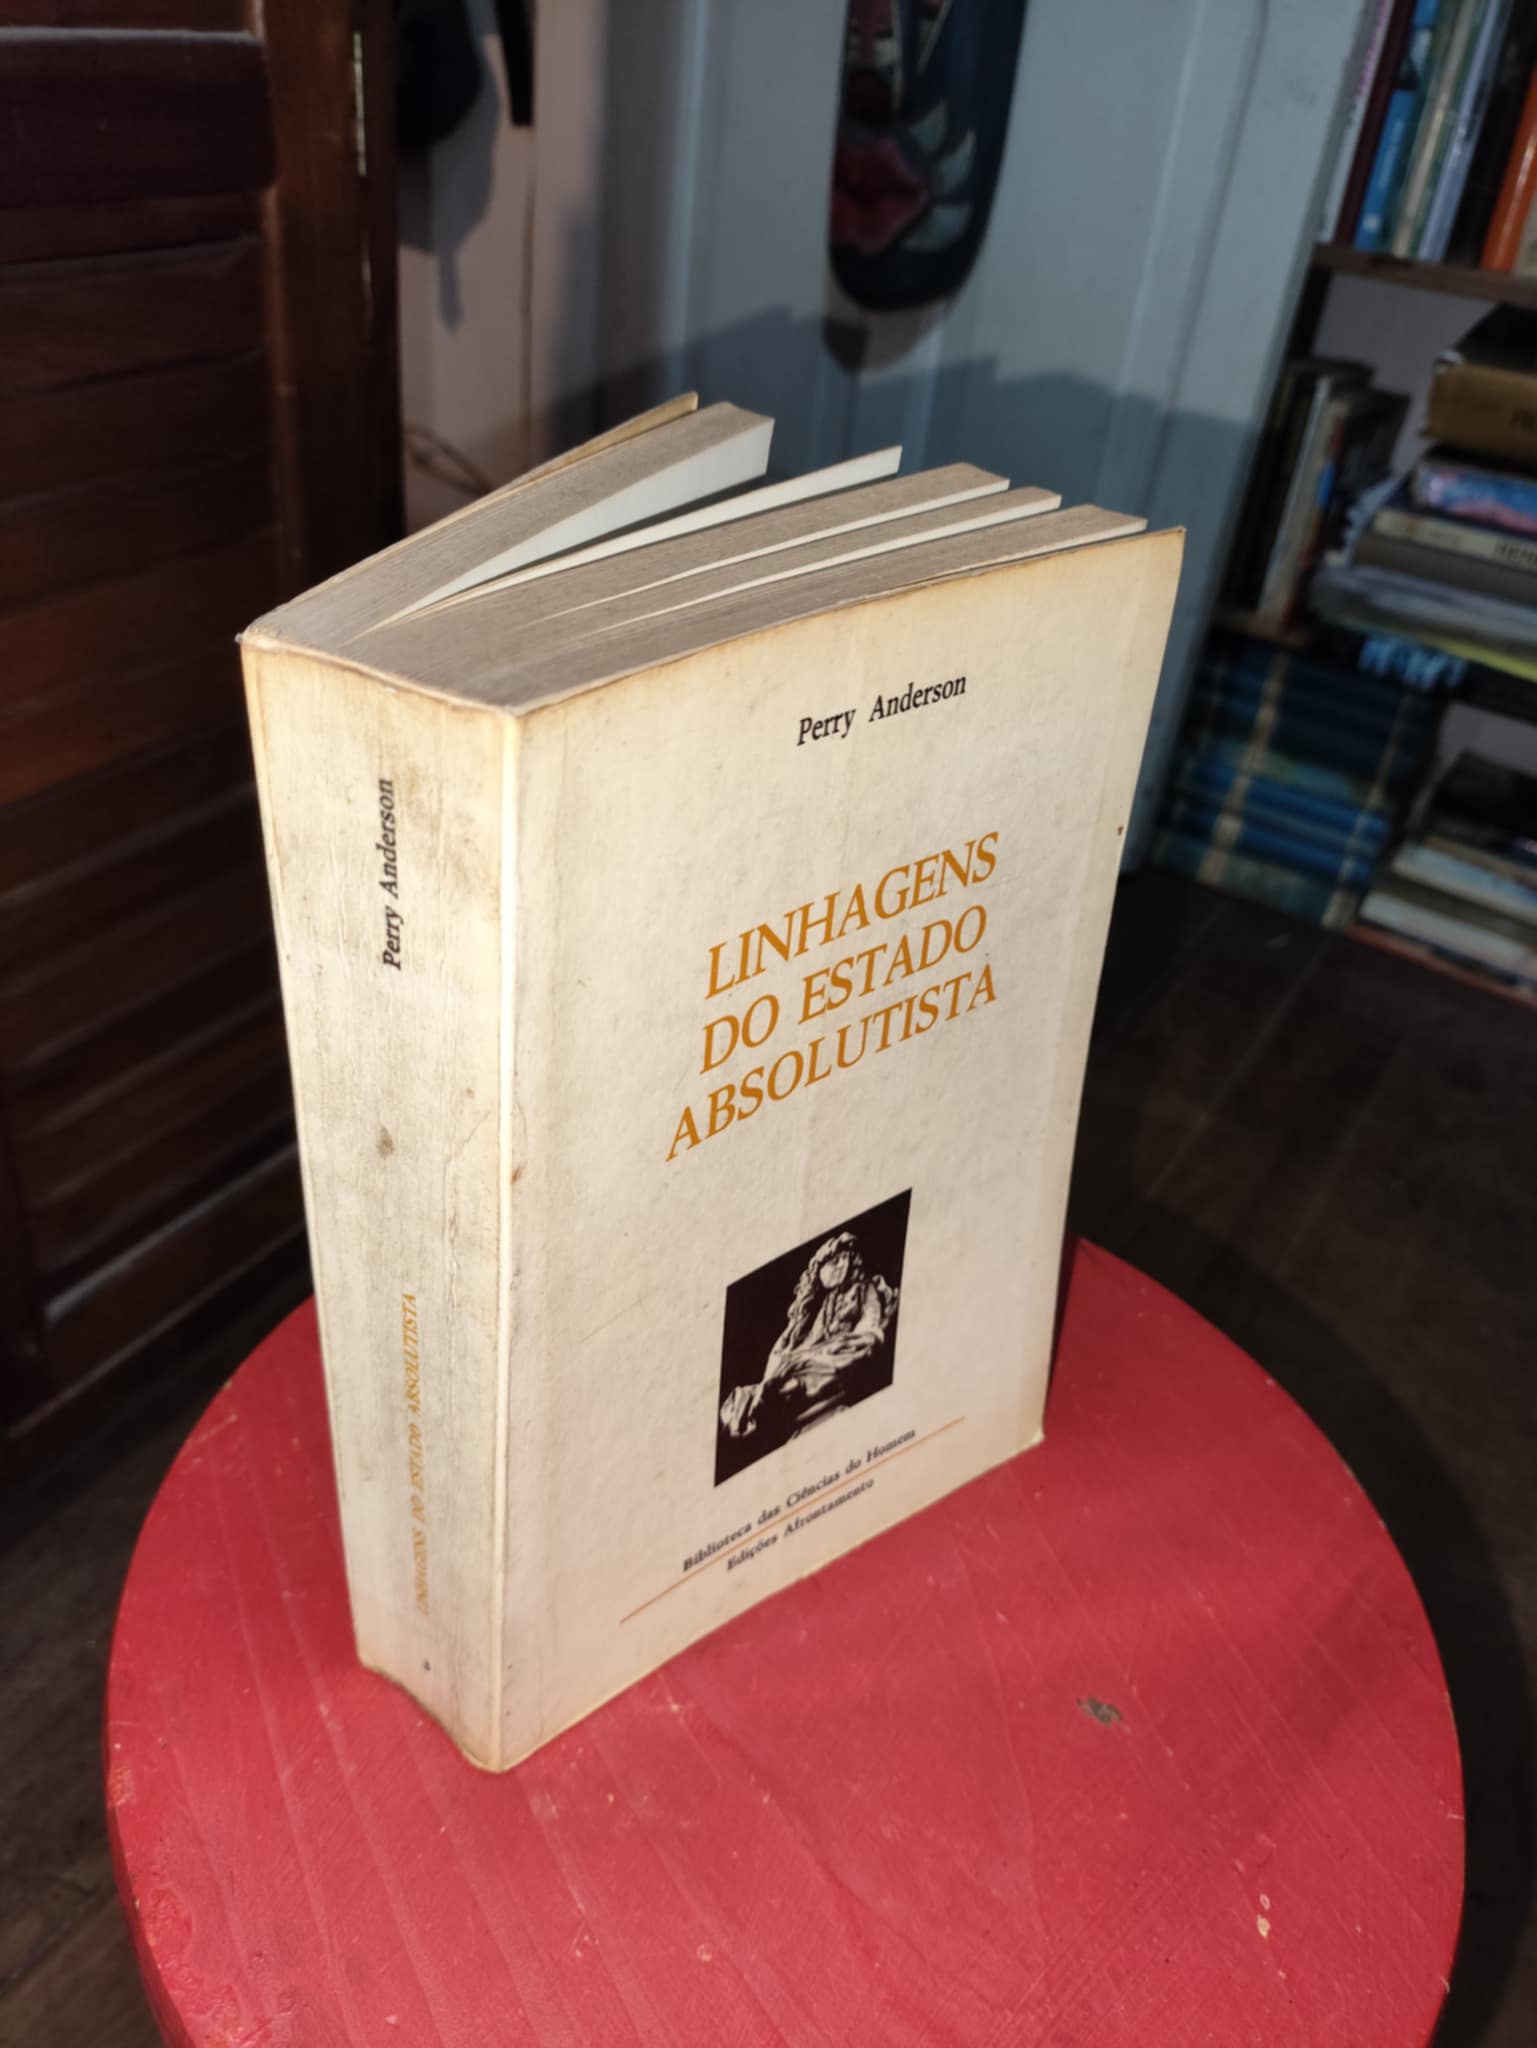 Perry Anderson
LINHAGENS
DO ESTADO
ABSOLUTISTA
Biblioteca das Ciências do Homem
Edições Afrontamento
Perry Anderson
LINHAGENS DO ESTADO ABSOLUTISTA